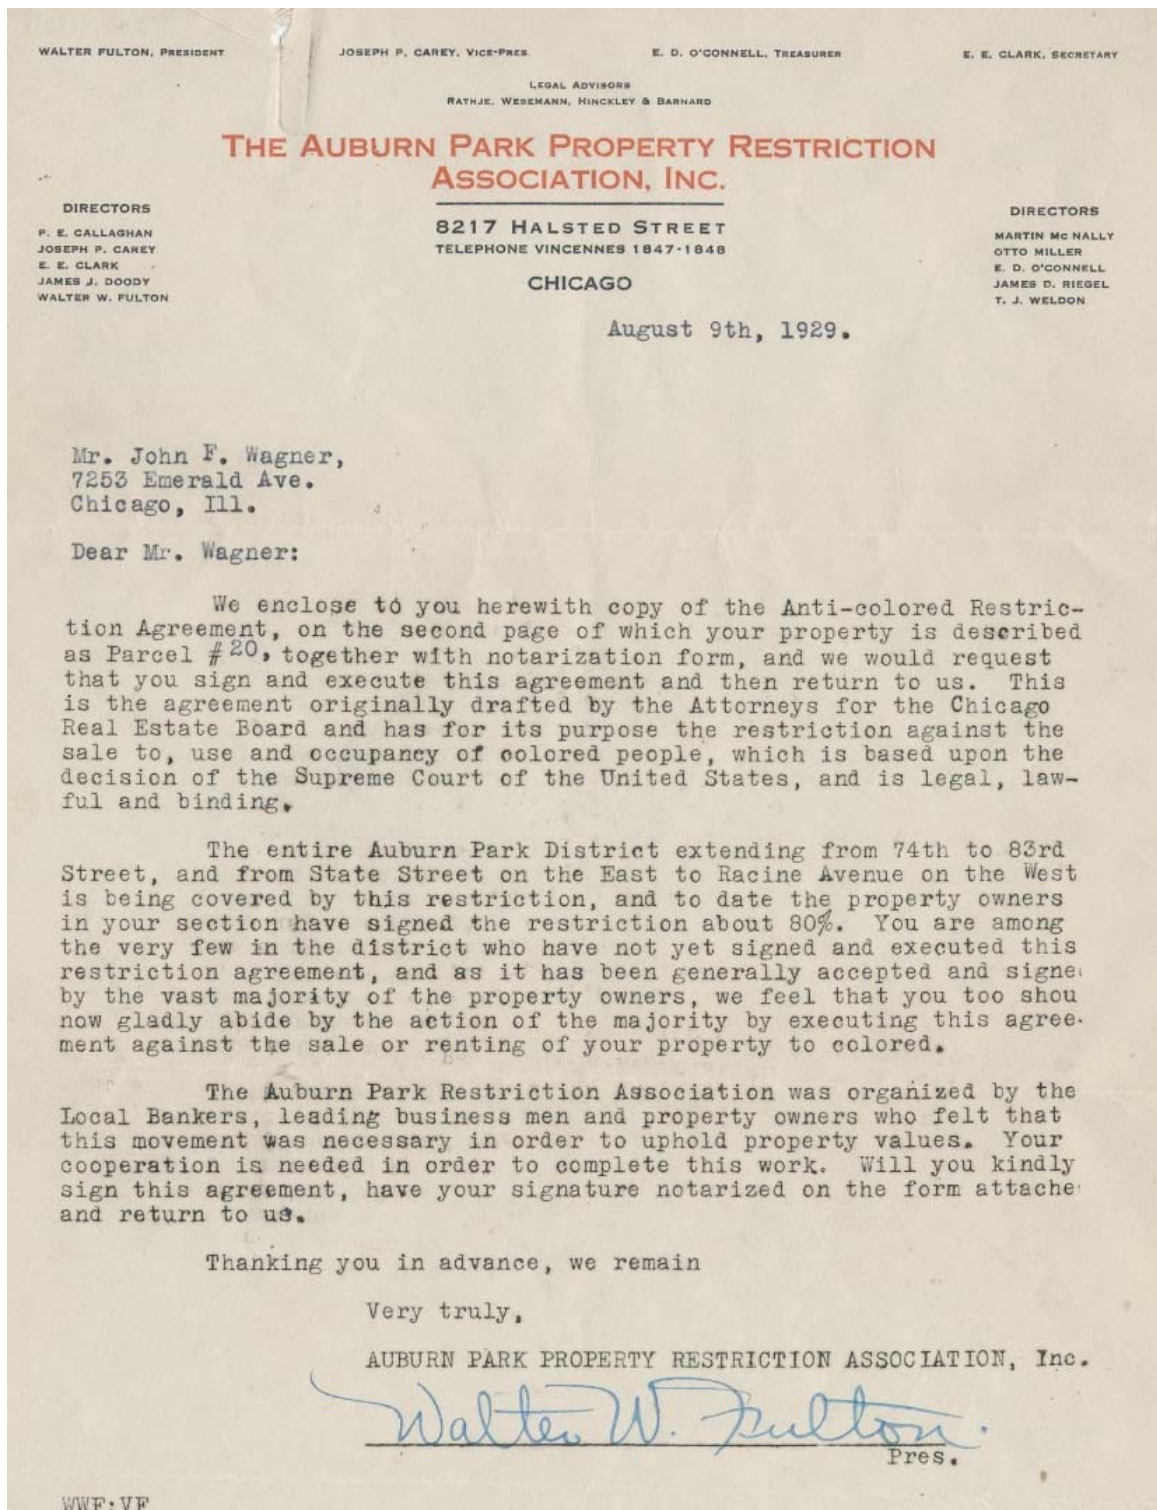 WALTER FULTON, PRESIDENT JOSEPH P. CAREY, VICE-PRES. E. D. O'CONNELL, TREASURER E. E. CLARK, SECRETARY
LEGAL ADVISORS
RATHJE, WESEMANN, HINCKLEY & BARNARD
THE AUBURN PARK PROPERTY RESTRICTION
ASSOCIATION, INC.
8217 HALSTED STREET
TELEPHONE VINCENNES 1847-1848
CHICAGO
DIRECTORS
P. E. CALLAGHAN
JOSEPH P. CAREY
E. E. CLARK
JAMES J. DOODY
WALTER W. FULTON
DIRECTORS
MARTIN MC NALLY
OTTO MILLER
E. D. O'CONNELL
JAMES D. RIEGEL
T. J. WELDON
August 9th, 1929.
Mr. John F. Wagner,
7253 Emerald Ave.
Chicago, Ill.
Dear Mr. Wagner:
We enclose to you herewith copy of the Anti-colored Restric-
tion Agreement, on the second page of which your property is described
as Parcel #20, together with notarization form, and we would request
that you sign and execute this agreement and then return to us. This
is the agreement originally drafted by the Attorneys for the Chicago
Real Estate Board and has for its purpose the restriction against the
sale to, use and occupancy of colored people, which is based upon the
decision of the Supreme Court of the United States, and is legal, law-
ful and binding.
The entire Auburn Park District extending from 74th to 83rd
Street, and from State Street on the East to Racine Avenue on the West
is being covered by this restriction, and to date the property owners
in your section have signed the restriction about 80%. You are among
the very few in the district who have not yet signed and executed this
restriction agreement, and as it has been generally accepted and signe
by the vast majority of the property owners, we feel that you too shou
now gladly abide by the action of the majority by executing this agree-
ment against the sale or renting of your property to colored.
The Auburn Park Restriction Association was organized by the
Local Bankers, leading business men and property owners who felt that
this movement was necessary in order to uphold property values. Your
cooperation is needed in order to complete this work. Will you kindly
sign this agreement, have your signature notarized on the form attache
and return to us.
Thanking you in advance, we remain
Very truly,
AUBURN PARK PROPERTY RESTRICTION ASSOCIATION, Inc.
Walter W. Fulton.
Pres.
WWF:VF